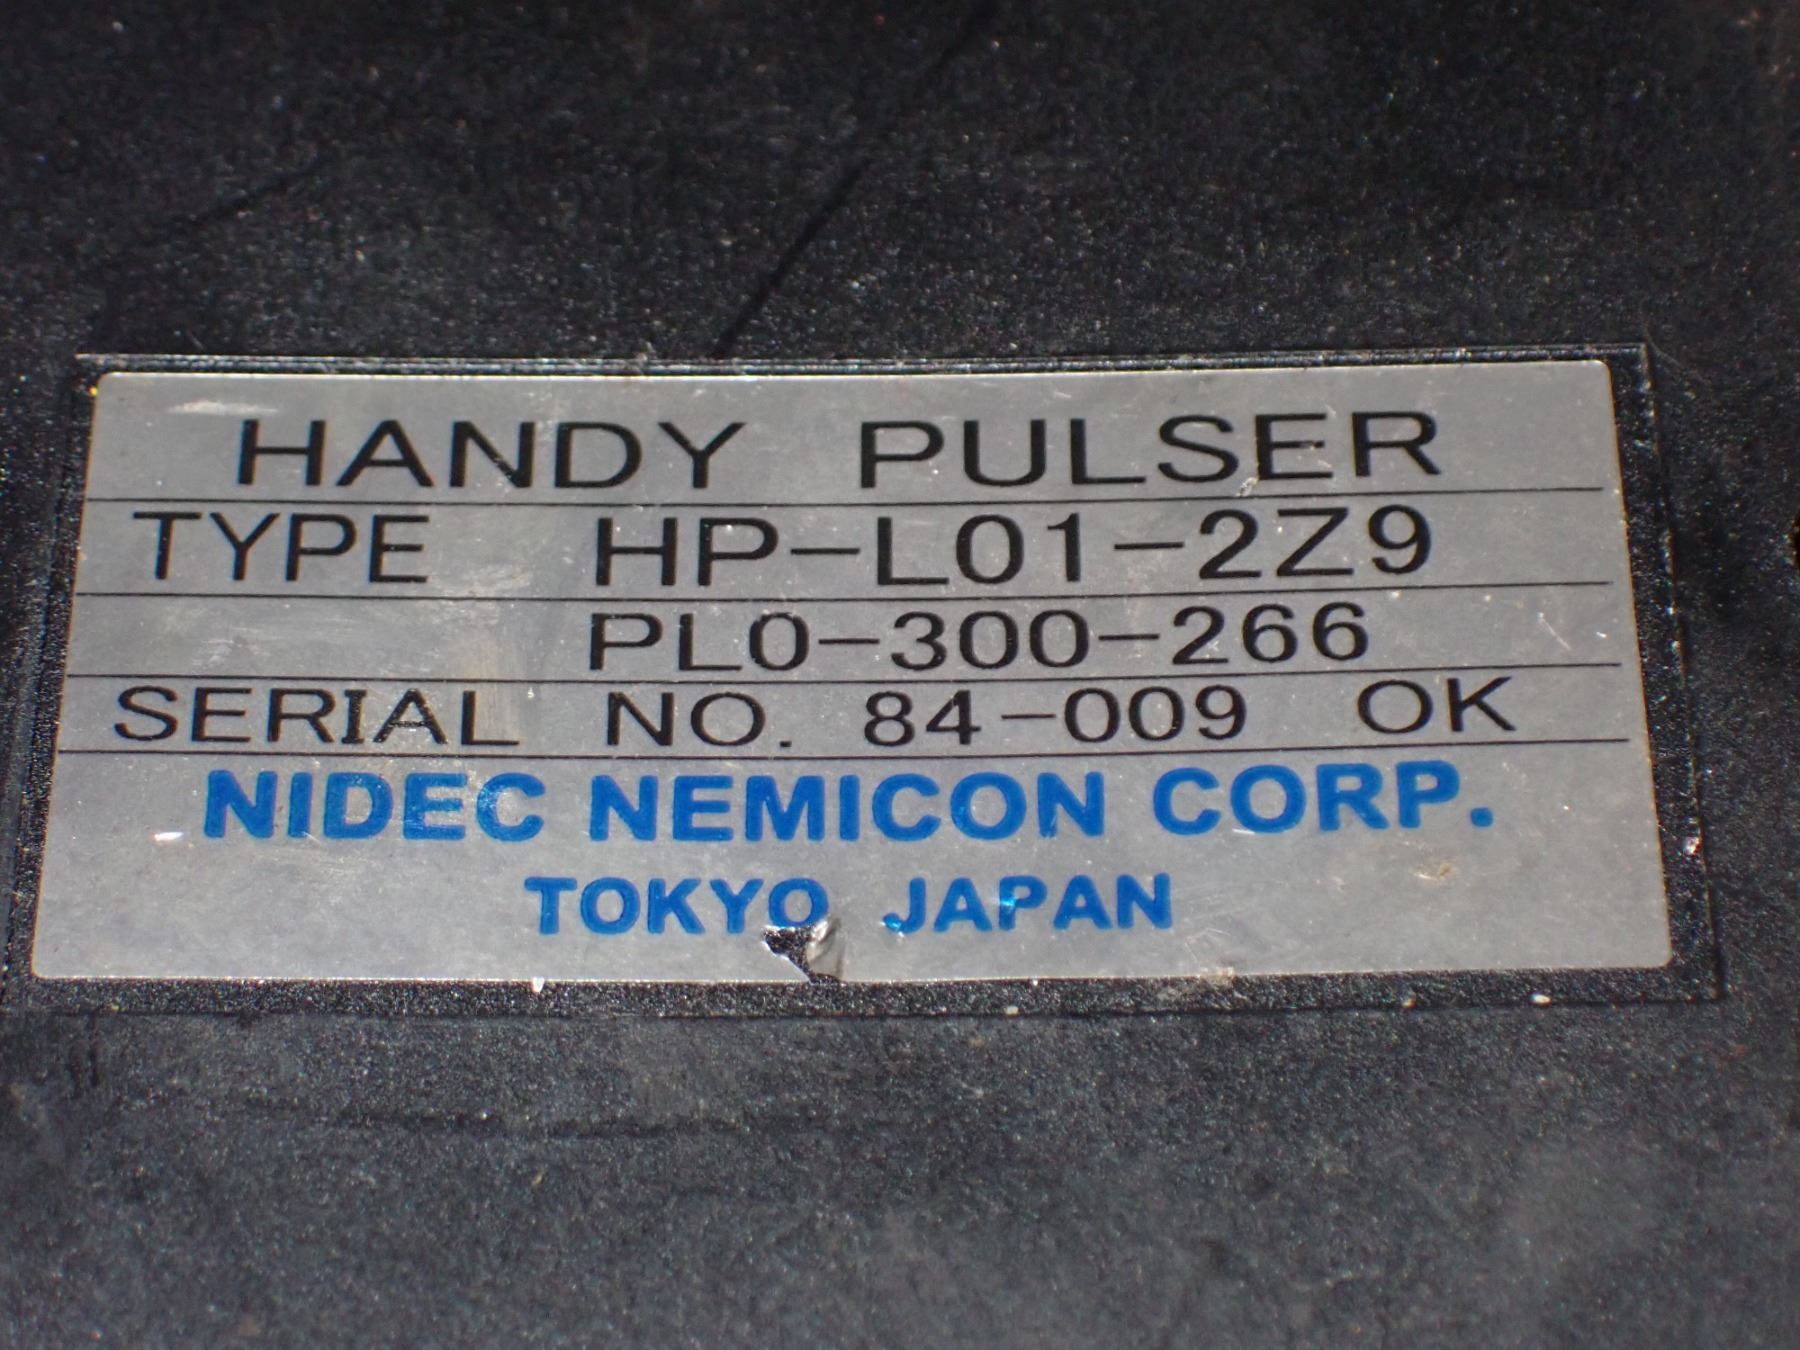 HANDY PULSER
TYPE HP-L01-2Z9
PL0-300-266
SERIAL NO. 84-009 OK
NIDEC NEMICON CORP.
TOKYO JAPAN